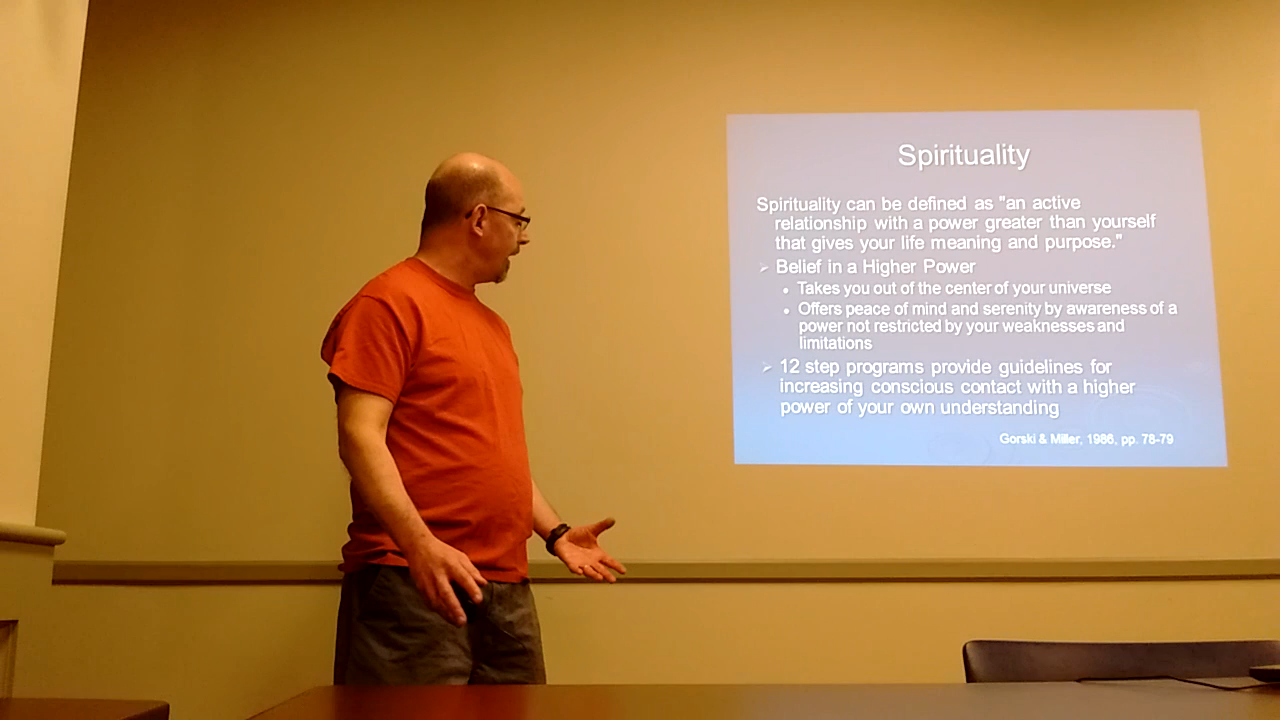 Spirituality
Spirituality can be defined as "an active
relationship with a power greater than yourself
that gives your life meaning and purpose."
➢ Belief in a Higher Power
• Takes you out of the center of your universe
• Offers peace of mind and serenity by awareness of a
power not restricted by your weaknesses and
limitations
➢ 12 step programs provide guidelines for
increasing conscious contact with a higher
power of your own understanding
Gorski & Miller, 1986, pp. 78-79